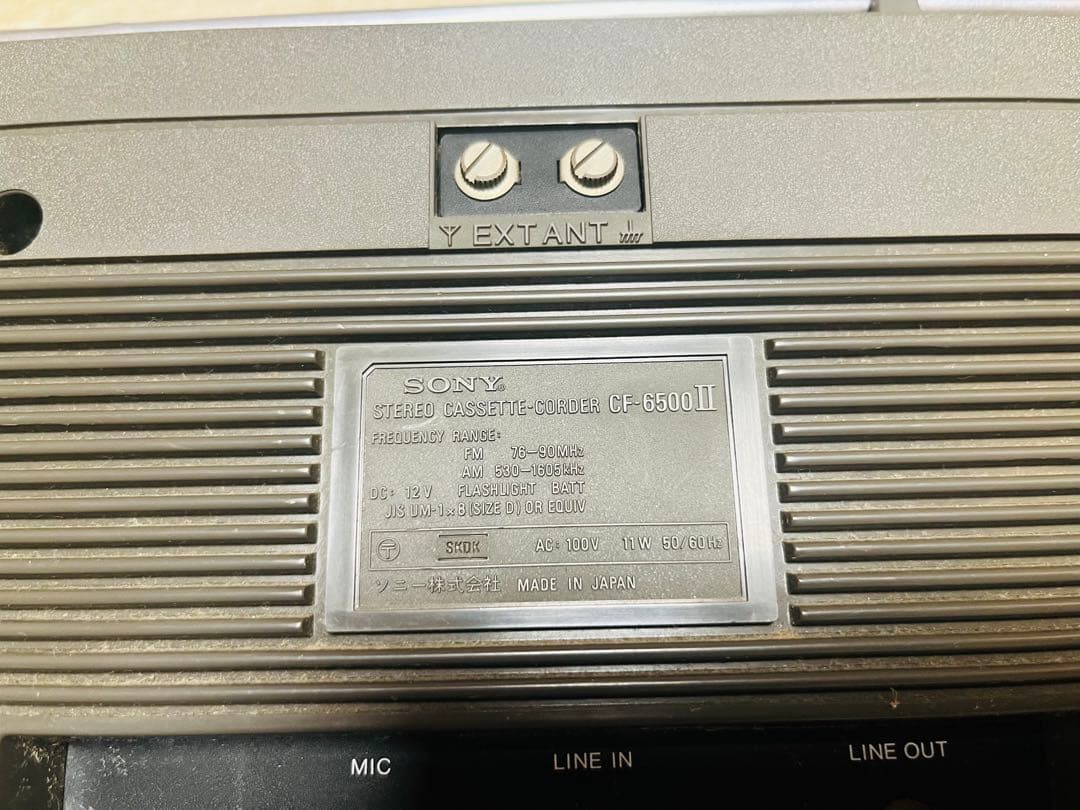 EXT ANT
SONY®
STEREO CASSETTE-CORDER CF-6500II
FREQUENCY RANGE:
FM 76-90MHz
AM 530-1605kHz
DC: 12V FLASHLIGHT BATT
JIS UM-1×8 (SIZE D) OR EQUIV
〒 SKDK AC: 100V 11W 50/60Hz
ソニー株式会社 MADE IN JAPAN
MIC LINE IN LINE OUT